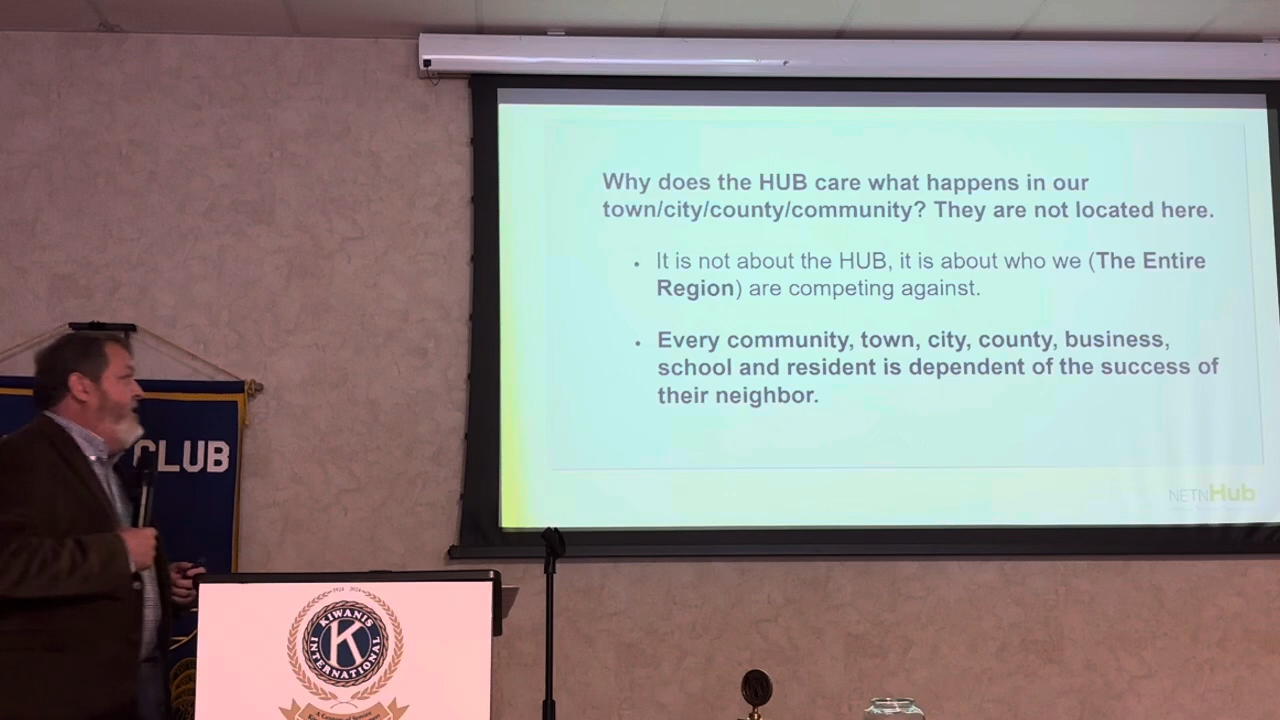 Why does the HUB care what happens in our
town/city/county/community? They are not located here.
• It is not about the HUB, it is about who we (The Entire
Region) are competing against.
• Every community, town, city, county, business,
school and resident is dependent of the success of
their neighbor.
NETNHub
CLUB
1924 2024
KIWANIS
K
INTERNATIONAL